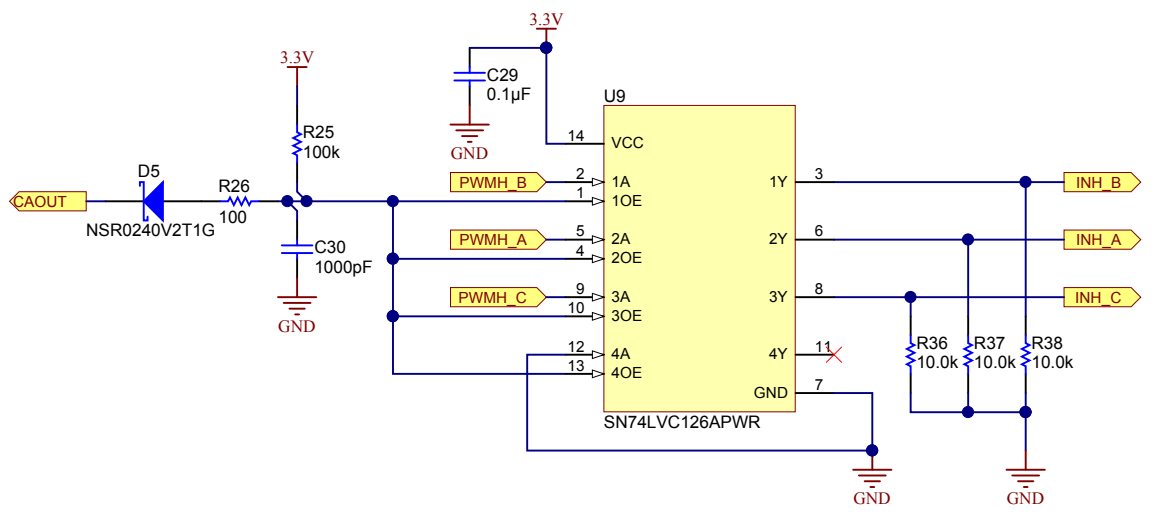 3.3V
3.3V
C29
0.1µF
GND
U9
R25
100k
14 VCC
D5
R26
CAOUT
100
NSR0240V2T1G
C30
1000pF
GND
PWMH_B 2 1A 1Y 3 INH_B
1 1OE
PWMH_A 5 2A 2Y 6 INH_A
4 2OE
PWMH_C 9 3A 3Y 8 INH_C
10 3OE
12 4A 4Y 11
13 4OE
GND 7
R36
10.0k
R37
10.0k
R38
10.0k
SN74LVC126APWR
GND
GND